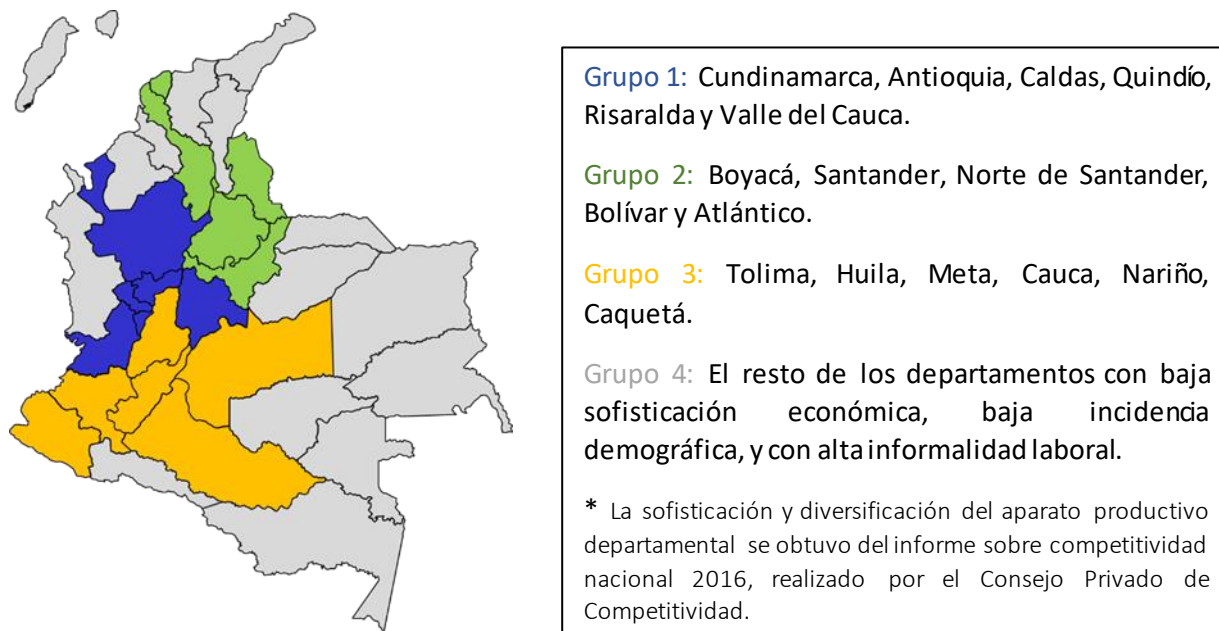 Grupo 1: Cundinamarca, Antioquia, Caldas, Quindío,
Risaralda y Valle del Cauca.
Grupo 2: Boyacá, Santander, Norte de Santander,
Bolívar y Atlántico.
Grupo 3: Tolima, Huila, Meta, Cauca, Nariño,
Caquetá.
Grupo 4: El resto de los departamentos con baja
sofisticación económica, baja incidencia
demográfica, y con alta informalidad laboral.
* La sofisticación y diversificación del aparato productivo
departamental se obtuvo del informe sobre competitividad
nacional 2016, realizado por el Consejo Privado de
Competitividad.